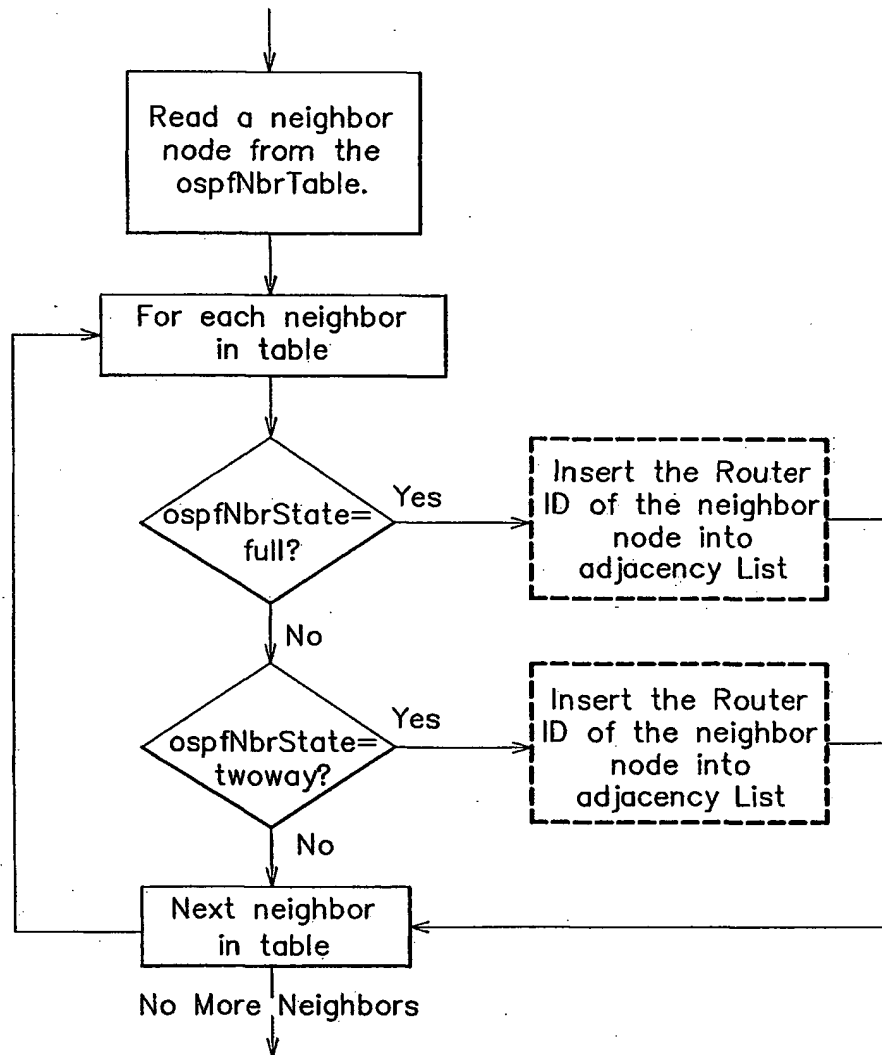 Read a neighbor
node from the
ospfNbrTable.
For each neighbor
in table
ospfNbrState=
full?
Yes
Insert the Router
ID of the neighbor
node into
adjacency List
No
ospfNbrState=
twoway?
Yes
Insert the Router
ID of the neighbor
node into
adjacency List
No
Next neighbor
in table
No More Neighbors